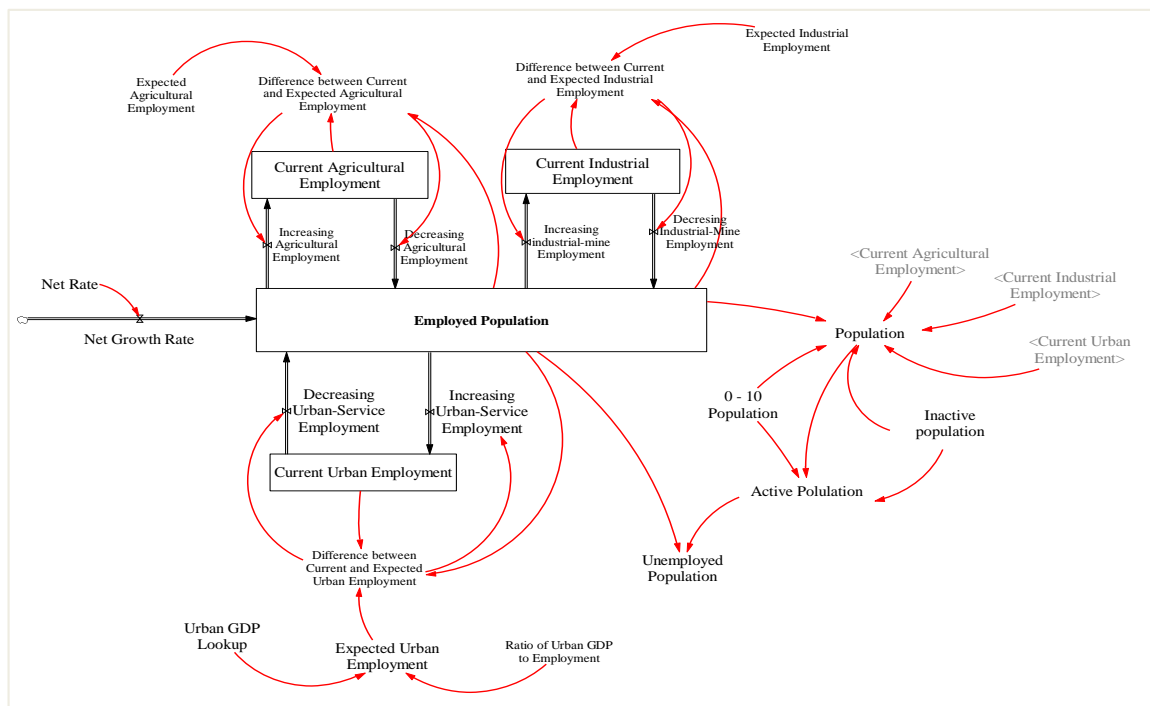 Expected Industrial
Employment
Expected
Agricultural
Employment
Difference between Current
and Expected Agricultural
Employment
Difference between Current
and Expected Industrial
Employment
Current Agricultural
Employment
Current Industrial
Employment
Increasing
Agricultural
Employment
Decreasing
Agricultural
Employment
Increasing
industrial-mine
Employment
Decresing
Industrial-Mine
Employment
<Current Agricultural
Employment>
<Current Industrial
Employment>
<Current Urban
Employment>
Net Rate
Net Growth Rate
Employed Population
Population
Decreasing
Urban-Service
Employment
Increasing
Urban-Service
Employment
0 - 10
Population
Inactive
population
Current Urban Employment
Active Polulation
Difference between
Current and Expected
Urban Employment
Unemployed
Population
Urban GDP
Lookup
Expected Urban
Employment
Ratio of Urban GDP
to Employment